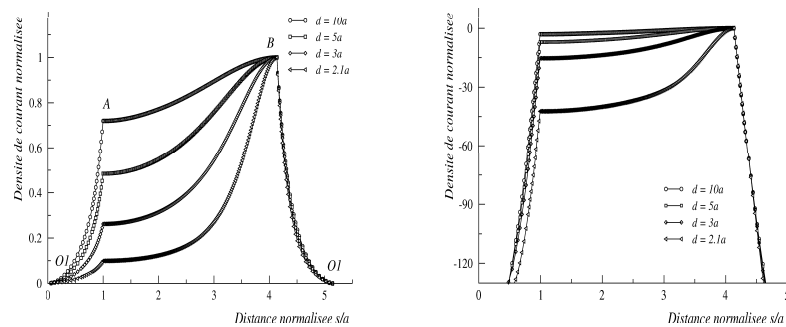 Densite de courant normalisee
1
0.8
0.6
0.4
0.2
0
A
B
O1
O1
d = 10a
d = 5a
d = 3a
d = 2.1a
0
1
2
3
4
5
Distance normalisee s/a
Densite de courant normalisee
0
-30
-60
-90
-120
d = 10a
d = 5a
d = 3a
d = 2.1a
0
1
2
3
4
5
Distance normalisee s/a